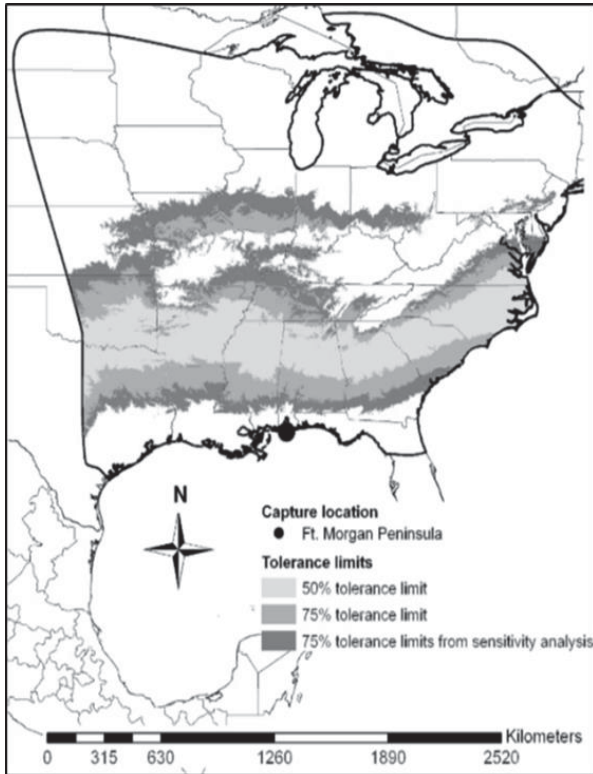 N
Capture location
Ft. Morgan Peninsula
Tolerance limits
50% tolerance limit
75% tolerance limit
75% tolerance limits from sensitivity analysis
Kilometers
0 315 630 1260 1890 2520